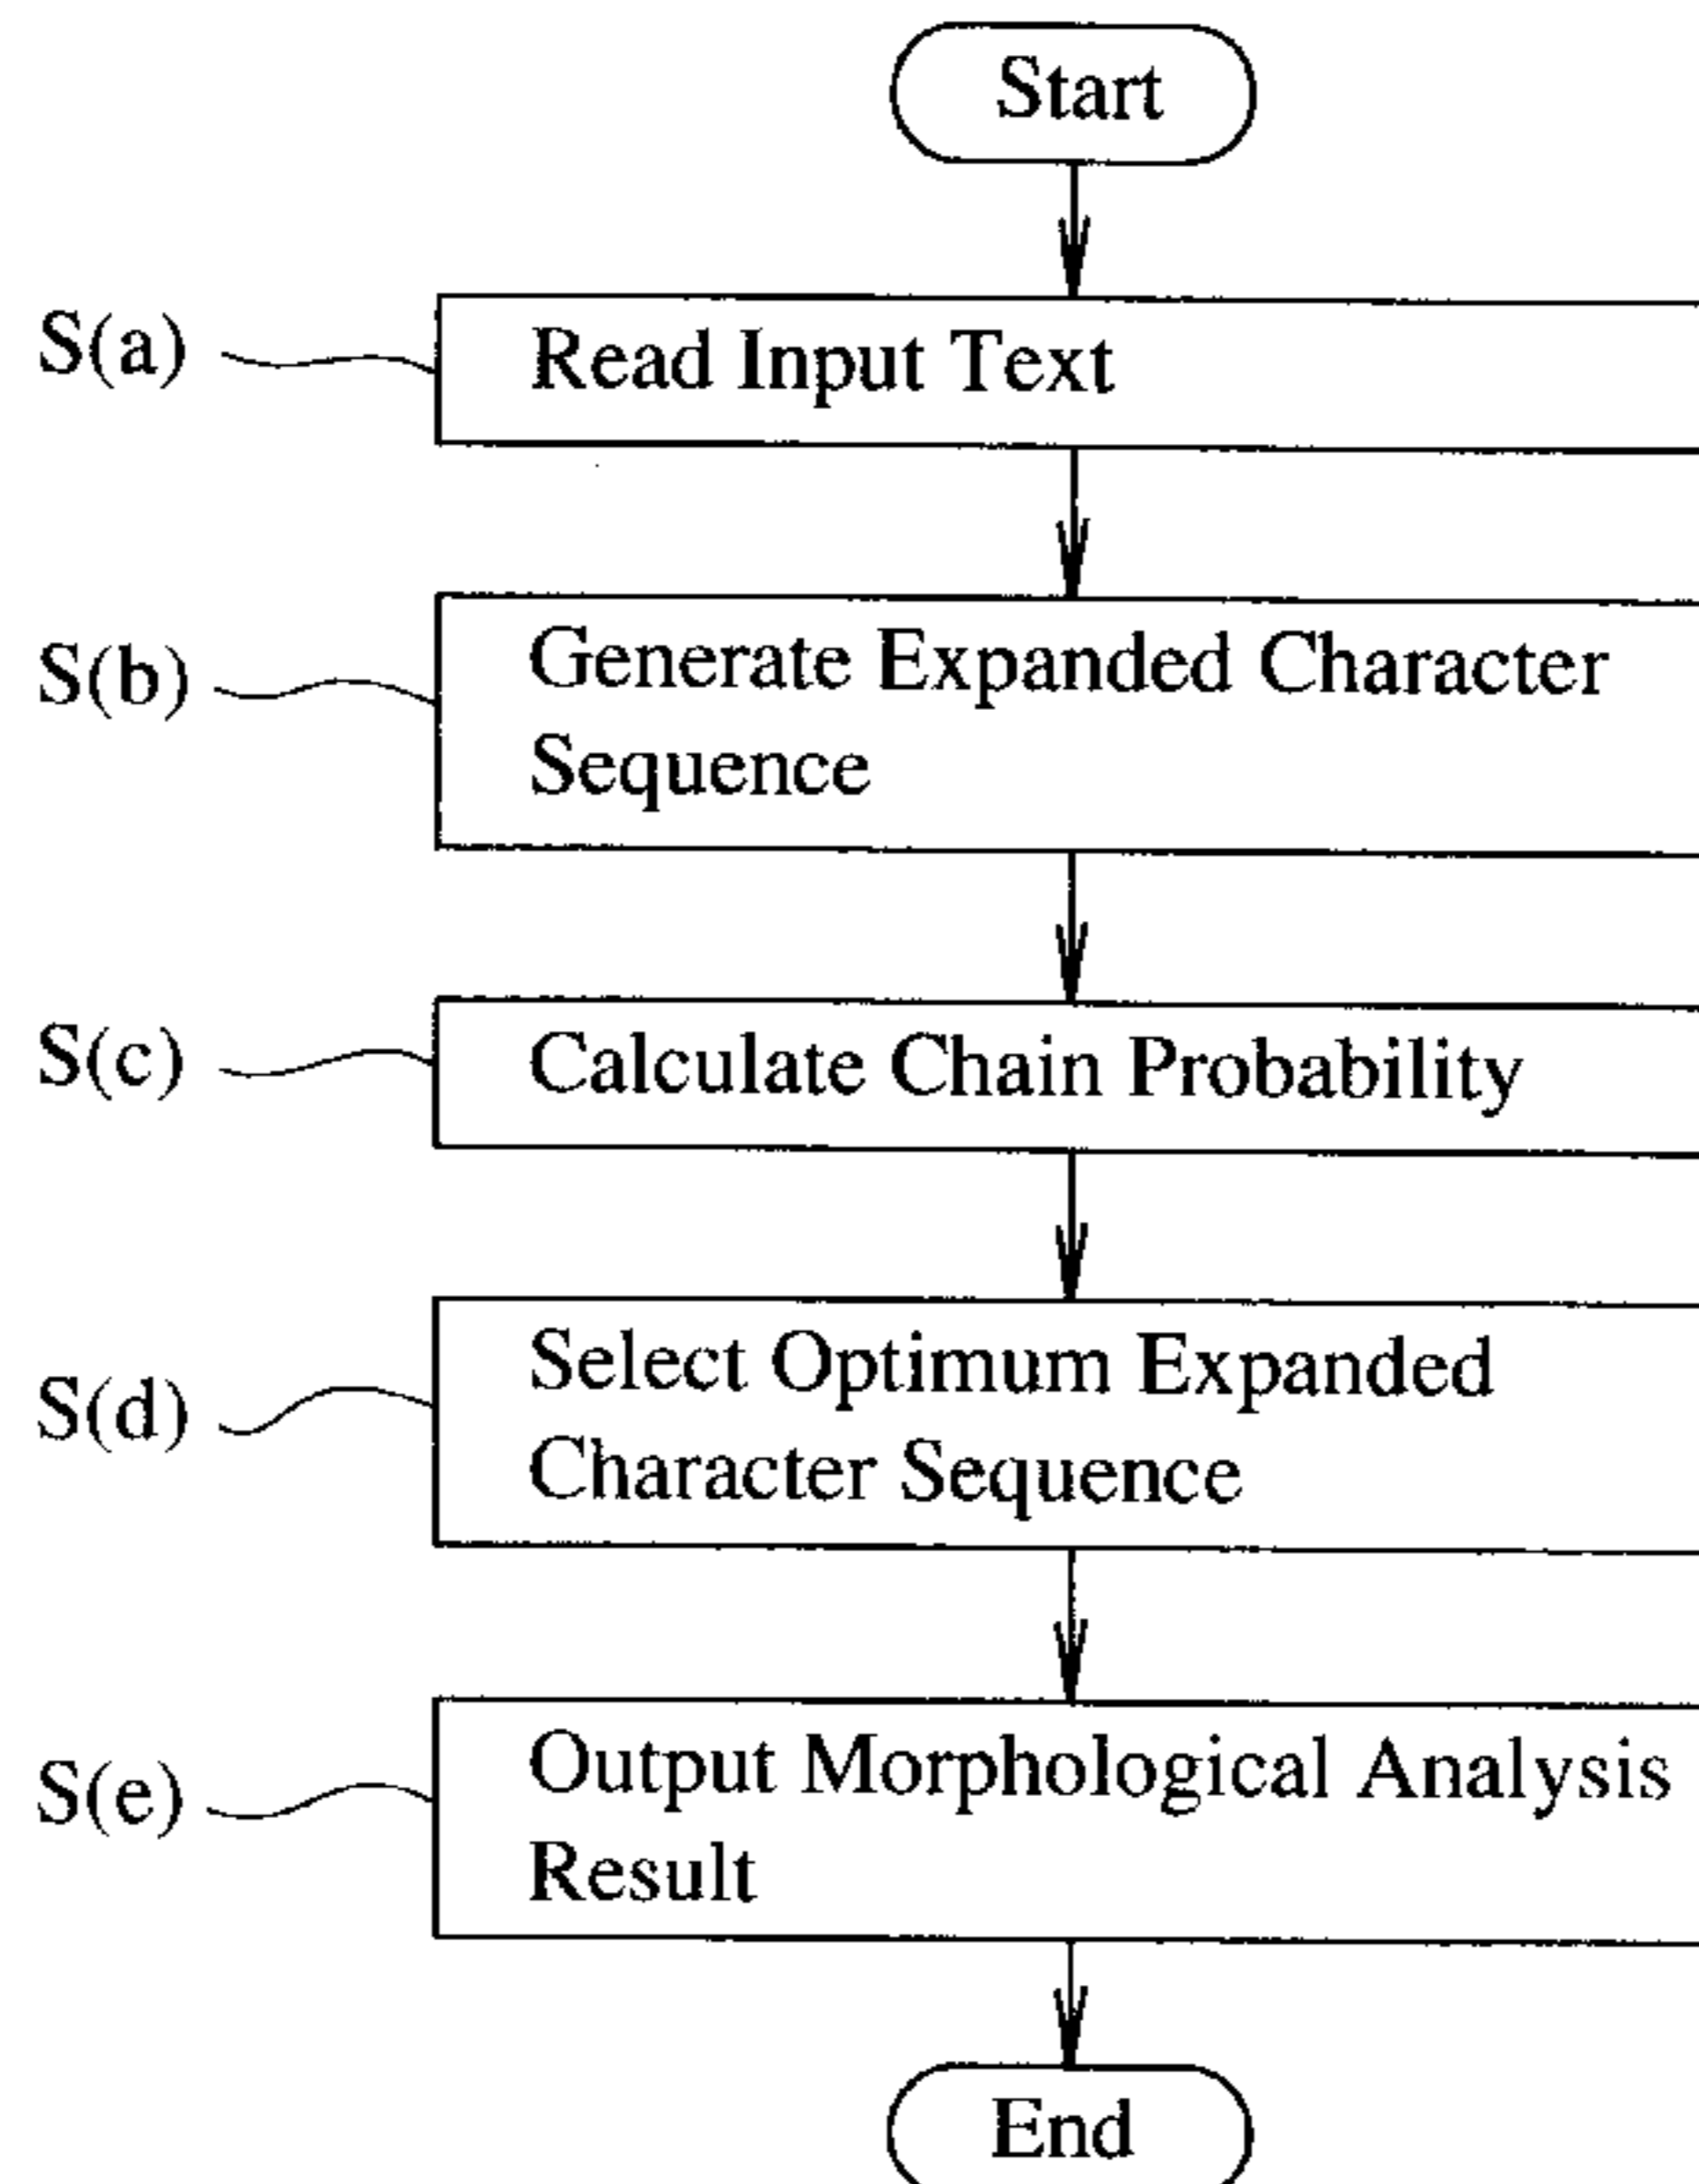 Start
S(a)
Read Input Text
S(b)
Generate Expanded Character
Sequence
S(c)
Calculate Chain Probability
S(d)
Select Optimum Expanded
Character Sequence
S(e)
Output Morphological Analysis
Result
End